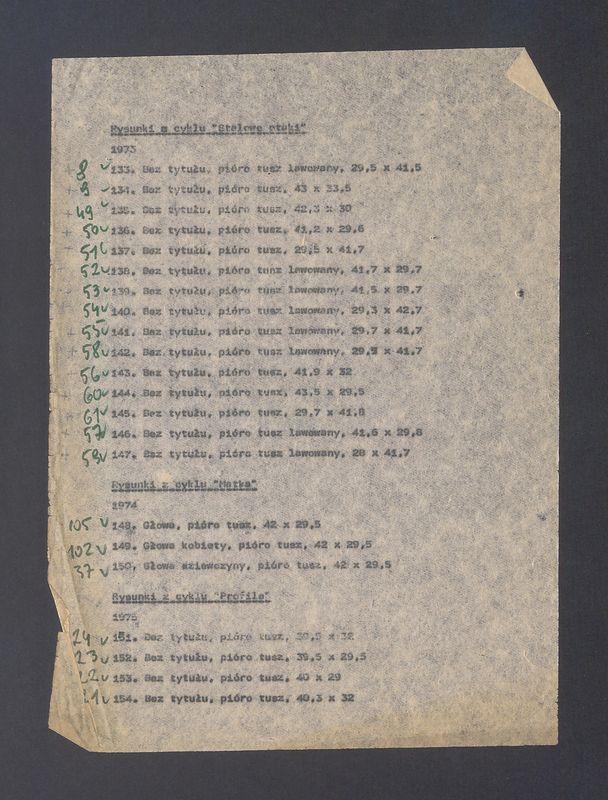 Rysunki z cyklu "Stalowe ptaki"
1973
8 v 133. Bez tytułu, pióro tusz lawowany, 29,5 x 41,5
9 v 134. Bez tytułu, pióro tusz, 43 x 33,5
49 v 135. Bez tytułu, pióro tusz, 42,3 x 30
50 v 136. Bez tytułu, pióro tusz, 41,2 x 29,6
51 v 137. Bez tytułu, pióro tusz, 29,5 x 41,7
52 v 138. Bez tytułu, pióro tusz lawowany, 41,7 x 29,7
53 v 139. Bez tytułu, pióro tusz lawowany, 41,5 x 29,7
54 v 140. Bez tytułu, pióro tusz lawowany, 29,3 x 42,7
55 v 141. Bez tytułu, pióro tusz lawowany, 29,7 x 41,7
58 v 142. Bez tytułu, pióro tusz lawowany, 29,5 x 41,7
56 v 143. Bez tytułu, pióro tusz, 41,9 x 32
60 v 144. Bez tytułu, pióro tusz, 43,5 x 29,5
61 v 145. Bez tytułu, pióro tusz, 29,7 x 41,8
57 v 146. Bez tytułu, pióro tusz lawowany, 41,6 x 29,8
59 v 147. Bez tytułu, pióro tusz lawowany, 28 x 41,7
Rysunki z cyklu "Matka"
1974
105 v 148. Głowa, pióro tusz, 42 x 29,5
102 v 149. Głowa kobiety, pióro tusz, 42 x 29,5
37 v 150. Głowa dziewczyny, pióro tusz, 42 x 29,5
Rysunki z cyklu "Profile"
1975
24 v 151. Bez tytułu, pióro tusz, 39,5 x 32
23 v 152. Bez tytułu, pióro tusz, 39,5 x 29,5
22 v 153. Bez tytułu, pióro tusz, 40 x 29
21 v 154. Bez tytułu, pióro tusz, 40,3 x 32